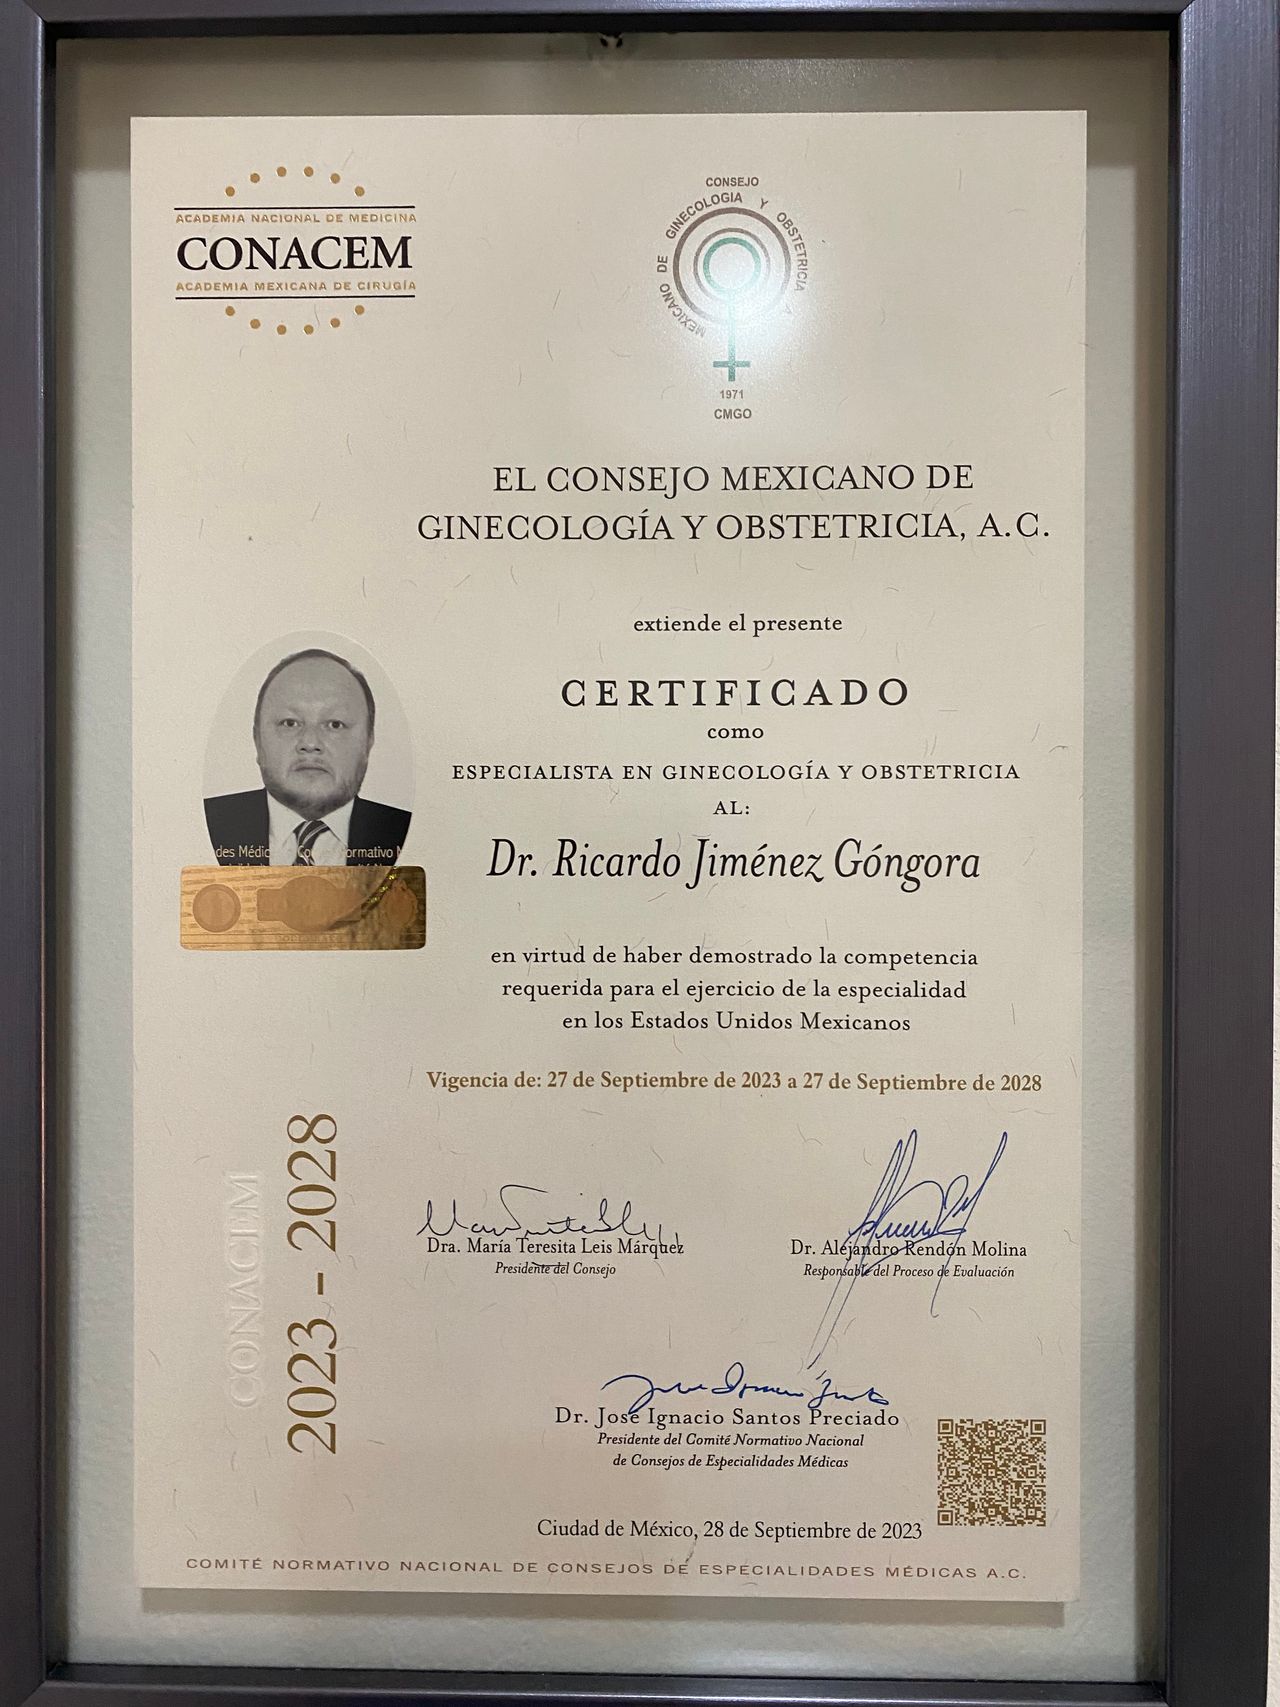 ACADEMIA NACIONAL DE MEDICINA
CONACEM
ACADEMIA MEXICANA DE CIRUGÍA
CONSEJO MEXICANO DE GINECOLOGIA Y OBSTETRICIA
1971
CMGO
EL CONSEJO MEXICANO DE
GINECOLOGÍA Y OBSTETRICIA, A.C.
extiende el presente
CERTIFICADO
como
ESPECIALISTA EN GINECOLOGÍA Y OBSTETRICIA
AL:
Dr. Ricardo Jiménez Góngora
des Médic Co ormativo N
en virtud de haber demostrado la competencia
requerida para el ejercicio de la especialidad
en los Estados Unidos Mexicanos
Vigencia de: 27 de Septiembre de 2023 a 27 de Septiembre de 2028
CONACEM
2023 - 2028
Dra. María Teresita Leis Márquez
Presidente del Consejo
Dr. Alejandro Rendón Molina
Responsable del Proceso de Evaluación
Dr. José Ignacio Santos Preciado
Presidente del Comité Normativo Nacional
de Consejos de Especialidades Médicas
Ciudad de México, 28 de Septiembre de 2023
COMITÉ NORMATIVO NACIONAL DE CONSEJOS DE ESPECIALIDADES MÉDICAS A.C.